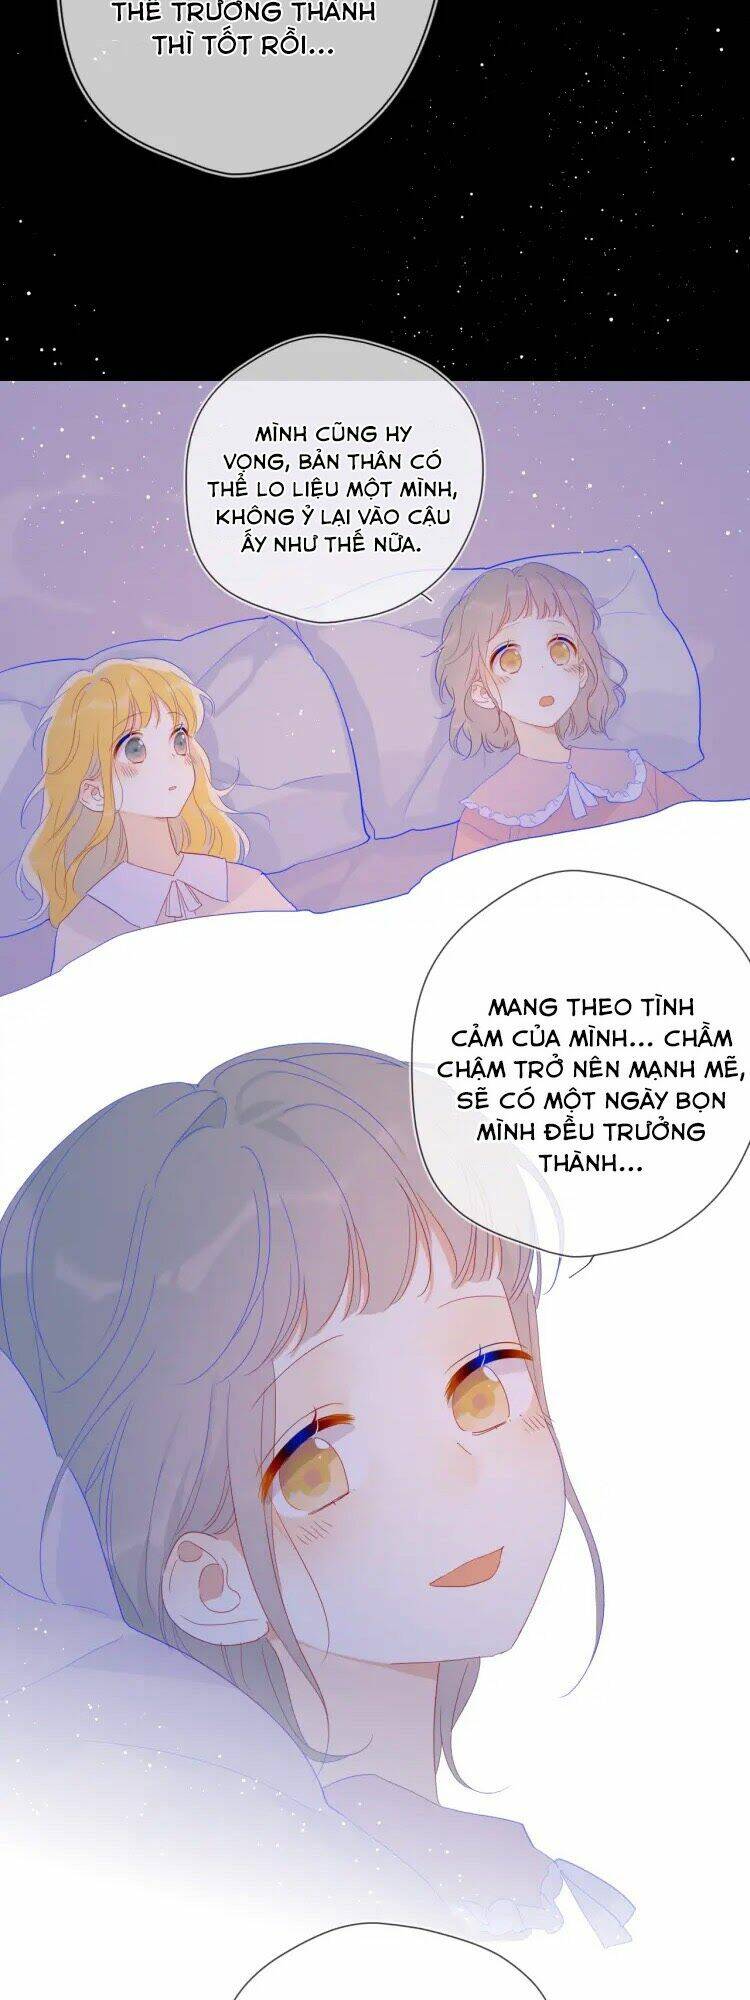 THỂ TRƯỞNG THÀNH
THÌ TỐT RỒI...
MÌNH CŨNG HY
VỌNG, BẢN THÂN CÓ
THỂ LO LIỆU MỘT MÌNH,
KHÔNG Ỷ LẠI VÀO CẬU
ẤY NHƯ THẾ NỮA.
MANG THEO TÌNH
CẢM CỦA MÌNH... CHẦM
CHẬM TRỞ NÊN MẠNH MẼ,
SẼ CÓ MỘT NGÀY BỌN
MÌNH ĐỀU TRƯỞNG
THÀNH...